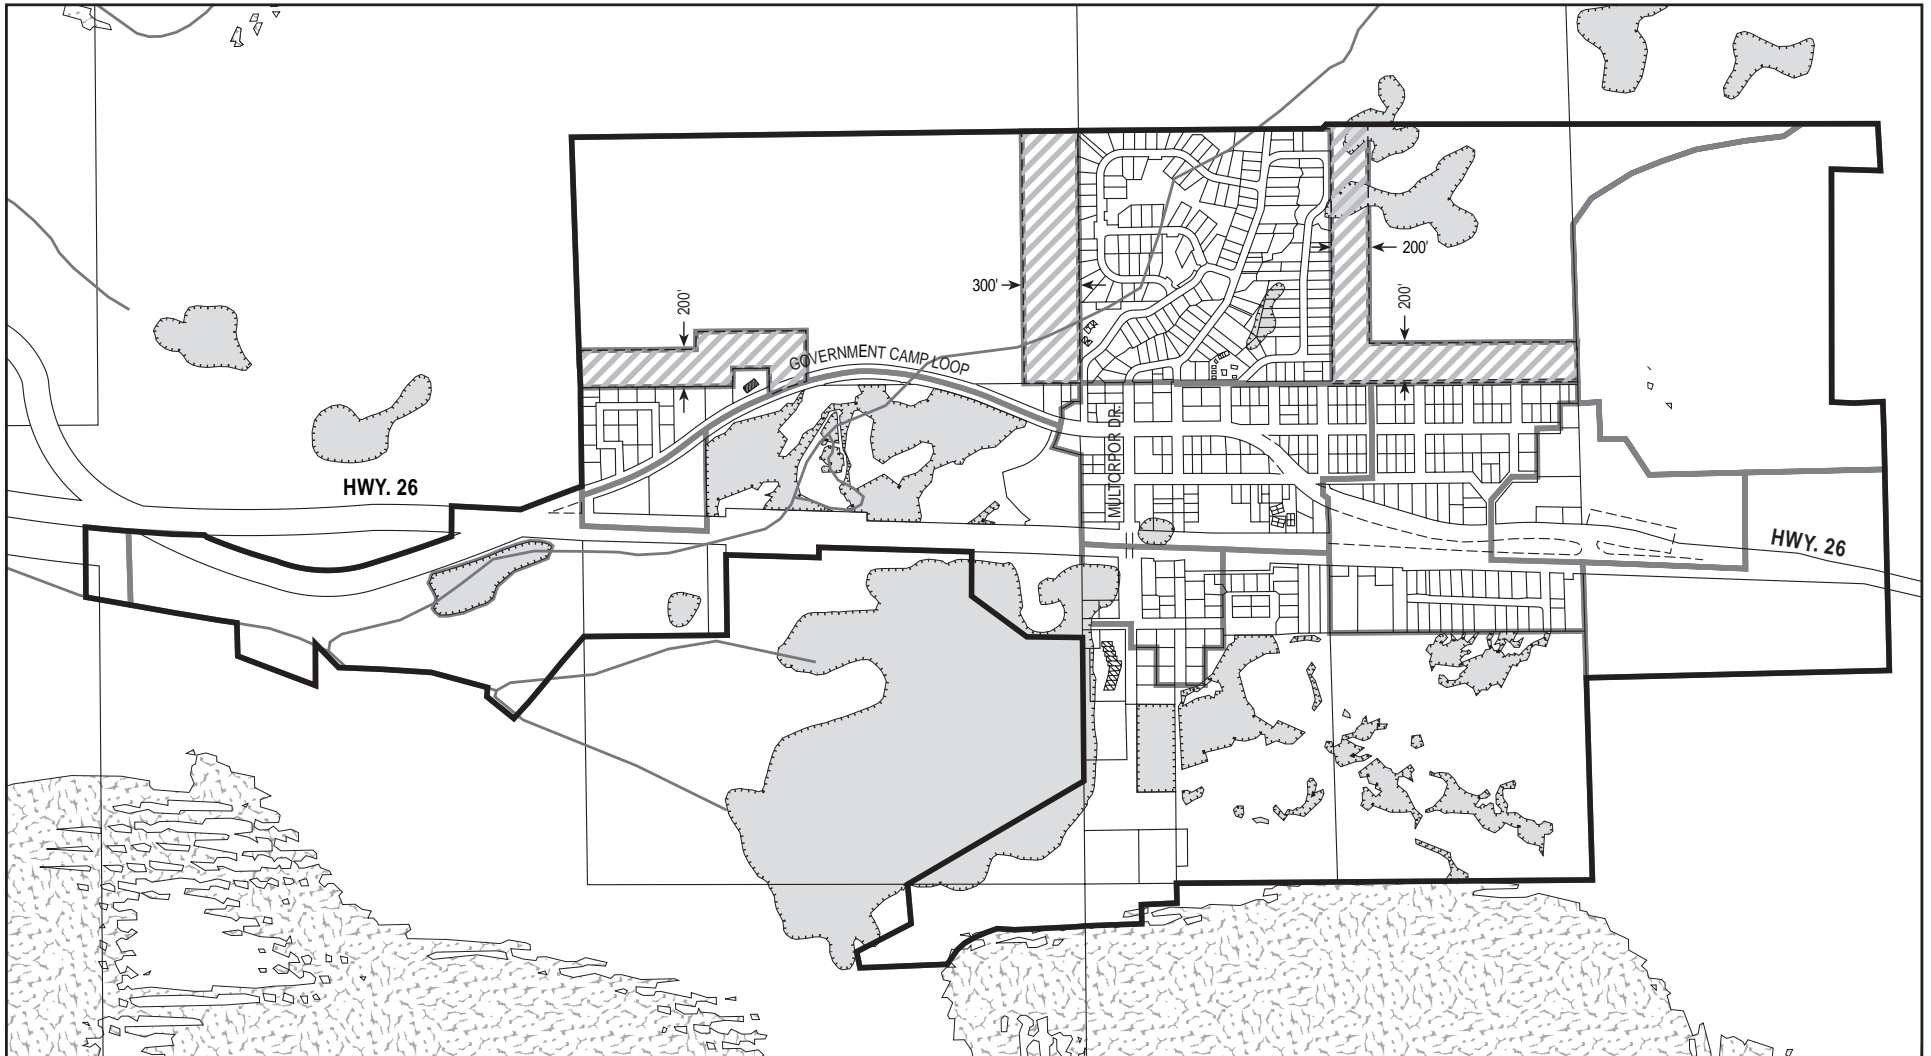 200'
GOVERNMENT CAMP LOOP
300'
200'
200'
MULTORPOR DR.
HWY. 26
HWY. 26